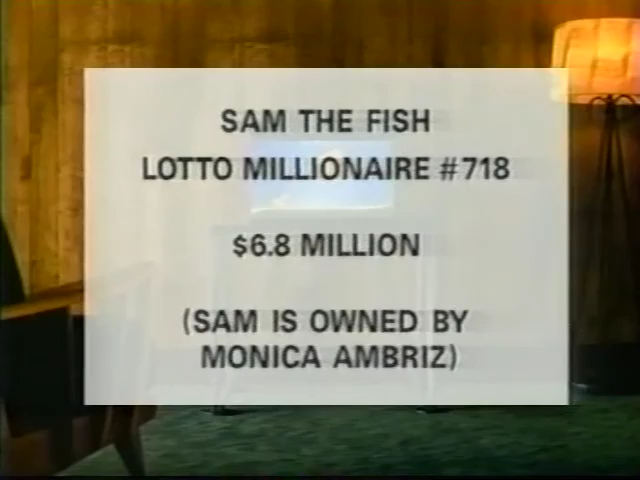 SAM THE FISH
LOTTO MILLIONAIRE #718
$6.8 MILLION
(SAM IS OWNED BY
MONICA AMBRIZ)